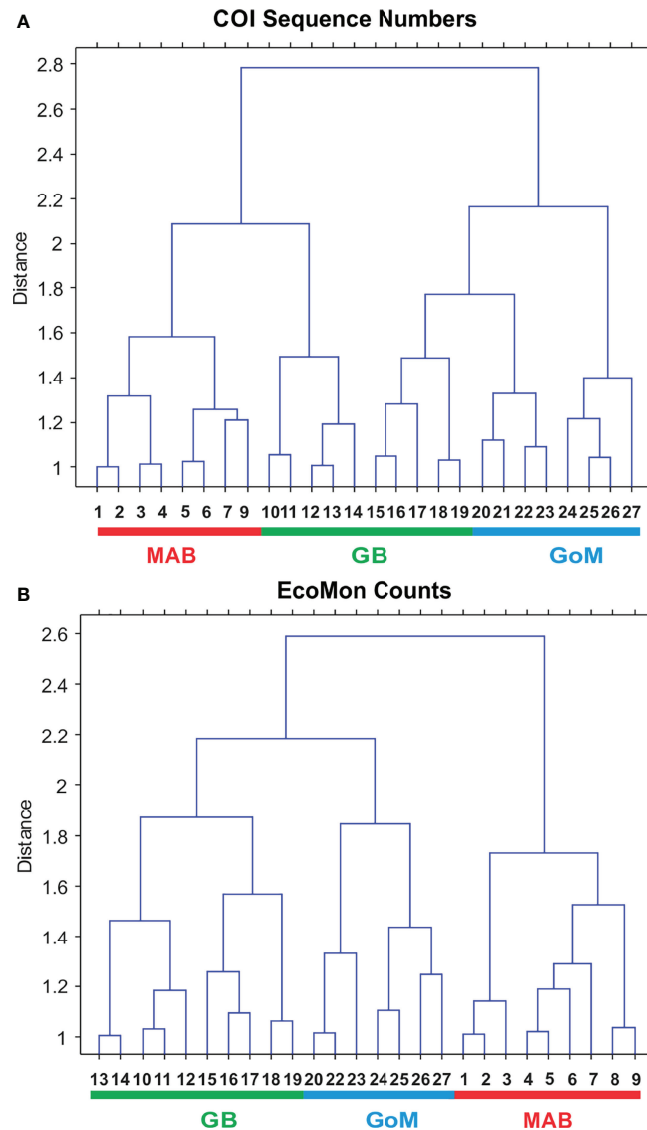 A
COI Sequence Numbers
2.8
2.6
2.4
2.2
2
1.8
1.6
1.4
1.2
1
Distance
1 2 3 4 5 6 7 9 10 11 12 13 14 15 16 17 18 19 20 21 22 23 24 25 26 27
MAB GB GoM
B
EcoMon Counts
2.6
2.4
2.2
2
1.8
1.6
1.4
1.2
1
Distance
13 14 10 11 12 15 16 17 18 19 20 22 23 24 25 26 27 1 2 3 4 5 6 7 8 9
GB GoM MAB